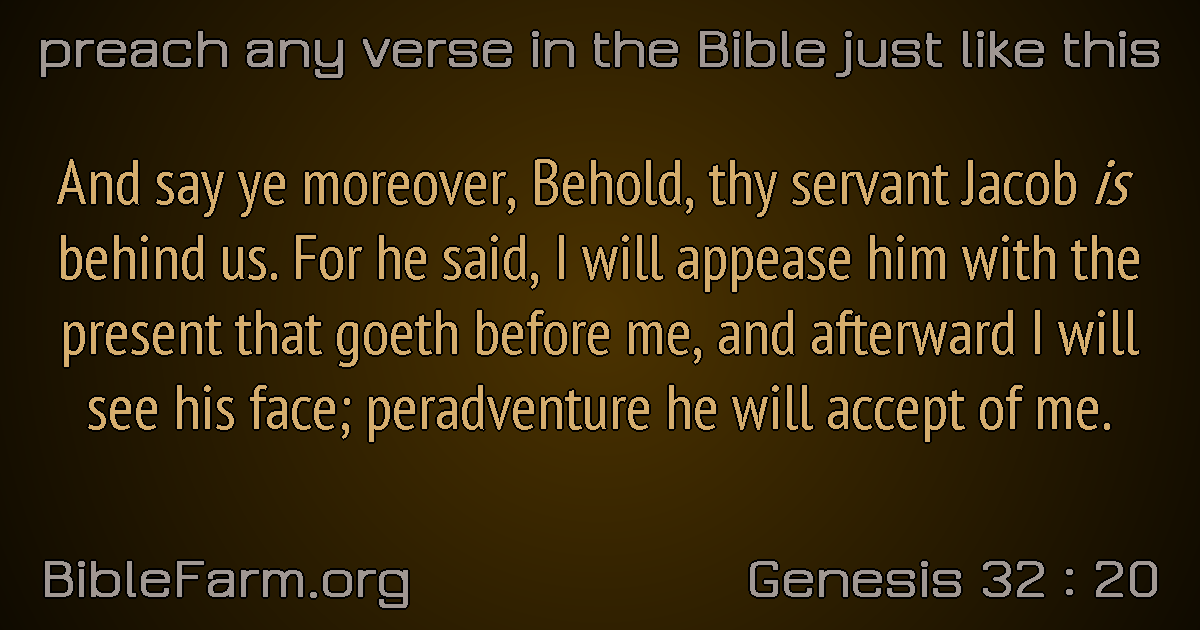 preach any verse in the Bible just like this
And say ye moreover, Behold, thy servant Jacob is
behind us. For he said, I will appease him with the
present that goeth before me, and afterward I will
see his face; peradventure he will accept of me.
BibleFarm.org
Genesis 32 : 20